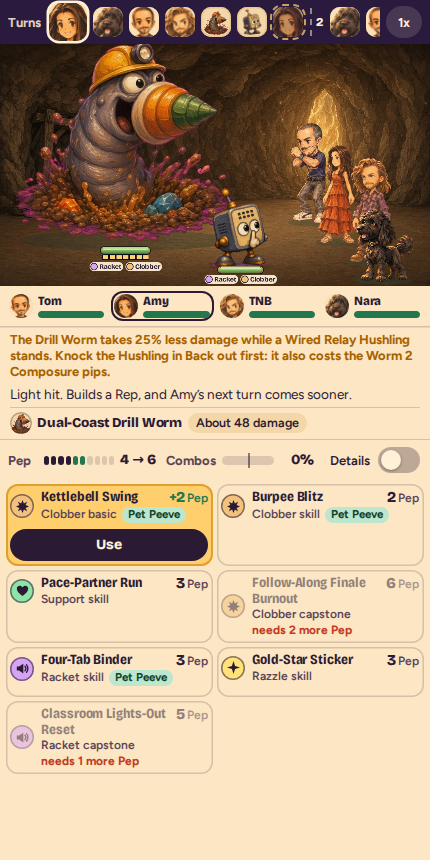 Turns
2
1x
Racket Clobber
Racket Clobber
Tom
Amy
TNB
Nara
The Drill Worm takes 25% less damage while a Wired Relay Hushling
stands. Knock the Hushling in Back out first: it also costs the Worm 2
Composure pips.
Light hit. Builds a Rep, and Amy's next turn comes sooner.
Dual-Coast Drill Worm About 48 damage
Pep 4 → 6 Combos 0% Details
Kettlebell Swing +2 Pep
Clobber basic Pet Peeve
Use
Burpee Blitz 2 Pep
Clobber skill Pet Peeve
Pace-Partner Run 3 Pep
Support skill
Follow-Along Finale 6 Pep
Burnout
Clobber capstone
needs 2 more Pep
Four-Tab Binder 3 Pep
Racket skill Pet Peeve
Gold-Star Sticker 3 Pep
Razzle skill
Classroom Lights-Out 5 Pep
Reset
Racket capstone
needs 1 more Pep